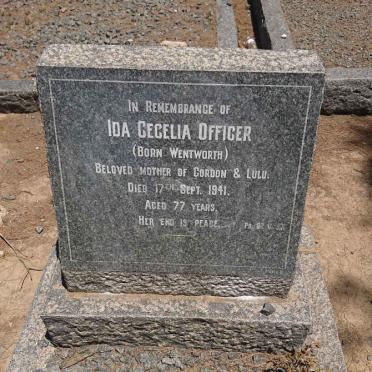 In Remembrance of
Ida Cecelia Officer
(Born Wentworth)
Beloved mother of Gordon & Lulu.
Died 17TH Sept. 1941.
Aged 77 years.
Her end is peace.